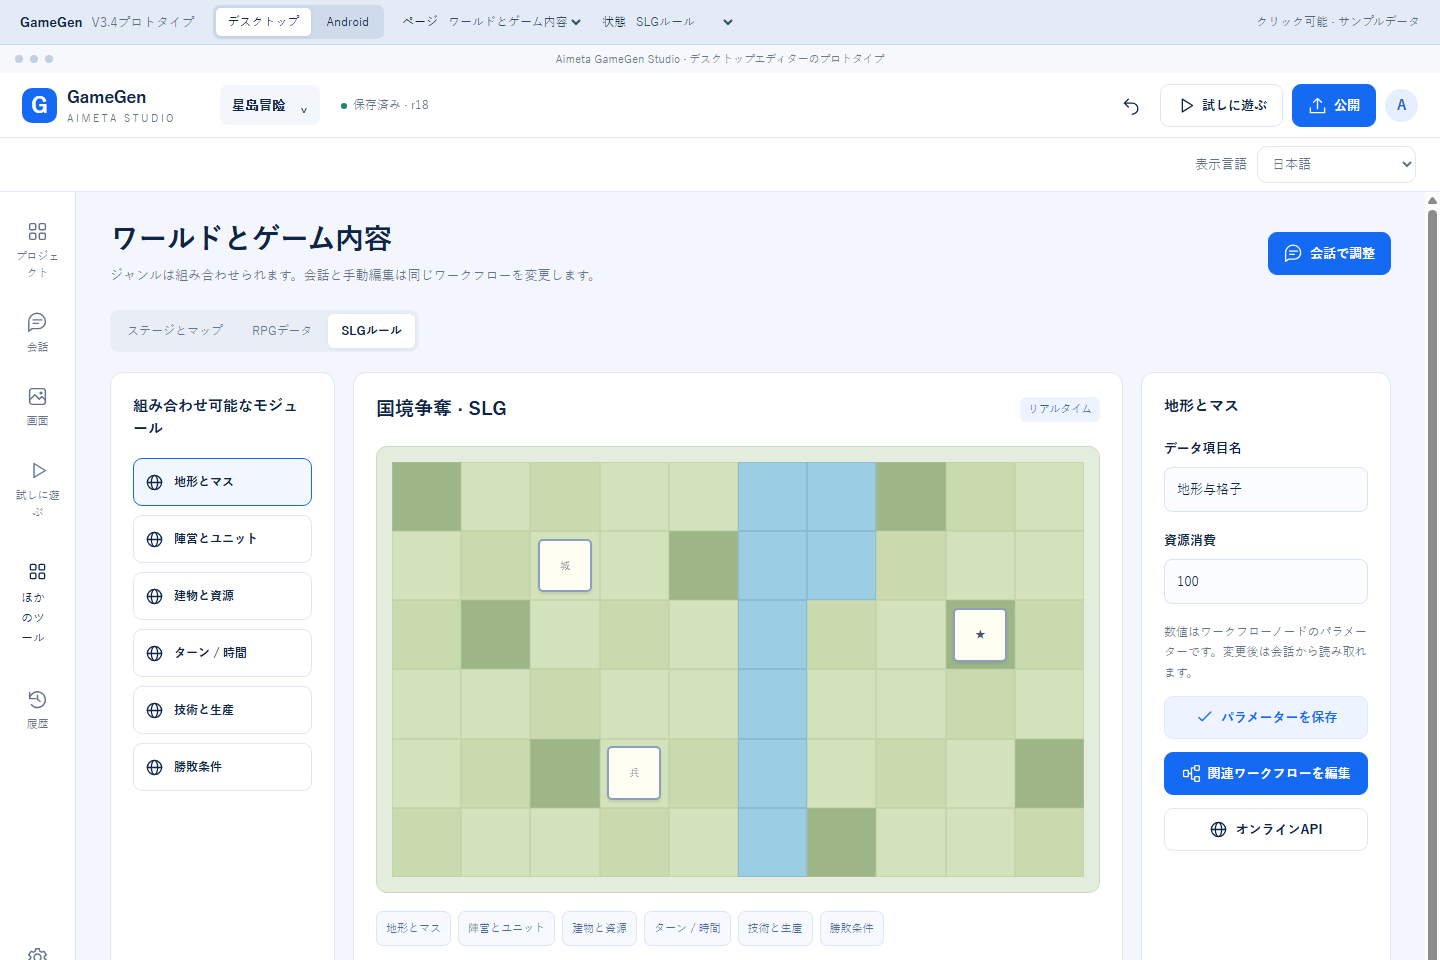 GameGen V3.4プロトタイプ デスクトップ Android ページ ワールドとゲーム内容 状態 SLGルール クリック可能 · サンプルデータ
Aimeta GameGen Studio · デスクトップエディターのプロトタイプ
G GameGen
AIMETA STUDIO
星岛冒险
保存済み · r18
試しに遊ぶ
公開
A
表示言語 日本語
プロジェ
クト
会話
画面
試しに遊
ぶ
ほか
のツ
ール
履歴
ワールドとゲーム内容
ジャンルは組み合わせられます。会話と手動編集は同じワークフローを変更します。
会話で調整
ステージとマップ RPGデータ SLGルール
組み合わせ可能なモジュ
ール
地形とマス
陣営とユニット
建物と資源
ターン / 時間
技術と生産
勝敗条件
国境争奪 · SLG
リアルタイム
城
★
兵
地形とマス 陣営とユニット 建物と資源 ターン / 時間 技術と生産 勝敗条件
地形とマス
データ項目名
地形与格子
資源消費
100
数値はワークフローノードのパラメー
ターです。変更後は会話から読み取れ
ます。
パラメーターを保存
関連ワークフローを編集
オンラインAPI